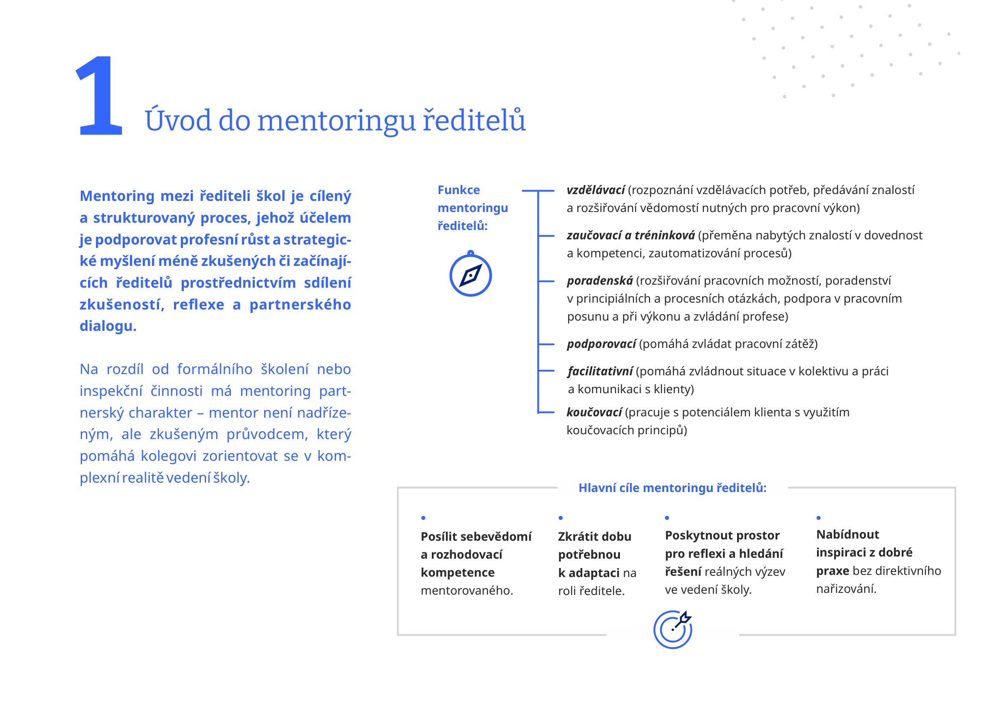 1
Úvod do mentoringu ředitelů
Mentoring mezi řediteli škol je cílený
a strukturovaný proces, jehož účelem
je podporovat profesní růst a strategic-
ké myšlení méně zkušených či začínají-
cích ředitelů prostřednictvím sdílení
zkušeností, reflexe a partnerského
dialogu.
Na rozdíl od formálního školení nebo
inspekční činnosti má mentoring part-
nerský charakter – mentor není nadříze-
ným, ale zkušeným průvodcem, který
pomáhá kolegovi zorientovat se v kom-
plexní realitě vedení školy.
Funkce
mentoringu
ředitelů:
vzdělávací (rozpoznání vzdělávacích potřeb, předávání znalostí
a rozšiřování vědomostí nutných pro pracovní výkon)
zaučovací a tréninková (přeměna nabytých znalostí v dovednost
a kompetenci, zautomatizování procesů)
poradenská (rozšiřování pracovních možností, poradenství
v principiálních a procesních otázkách, podpora v pracovním
posunu a při výkonu a zvládání profese)
podporovací (pomáhá zvládat pracovní zátěž)
facilitativní (pomáhá zvládnout situace v kolektivu a práci
a komunikaci s klienty)
koučovací (pracuje s potenciálem klienta s využitím
koučovacích principů)
Hlavní cíle mentoringu ředitelů:
• Posílit sebevědomí
a rozhodovací
kompetence
mentorovaného.
• Zkrátit dobu
potřebnou
k adaptaci na
roli ředitele.
• Poskytnout prostor
pro reflexi a hledání
řešení reálných výzev
ve vedení školy.
• Nabídnout
inspiraci z dobré
praxe bez direktivního
nařizování.